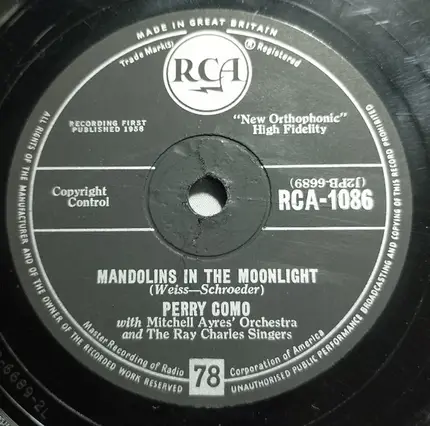 MADE IN GREAT BRITAIN
Trade Mark(s) ® Registered
RCA
RECORDING FIRST
PUBLISHED 1958
"New Orthophonic"
High Fidelity
Copyright
Control
(J2PB-6689)
RCA-1086
MANDOLINS IN THE MOONLIGHT
(Weiss—Schroeder)
PERRY COMO
with Mitchell Ayres' Orchestra
and The Ray Charles Singers
Master Recording of Radio Corporation of America
78
ALL RIGHTS OF THE MANUFACTURER AND OF THE OWNER OF THE RECORDED WORK RESERVED
UNAUTHORISED PUBLIC PERFORMANCE BROADCASTING AND COPYING OF THIS RECORD PROHIBITED